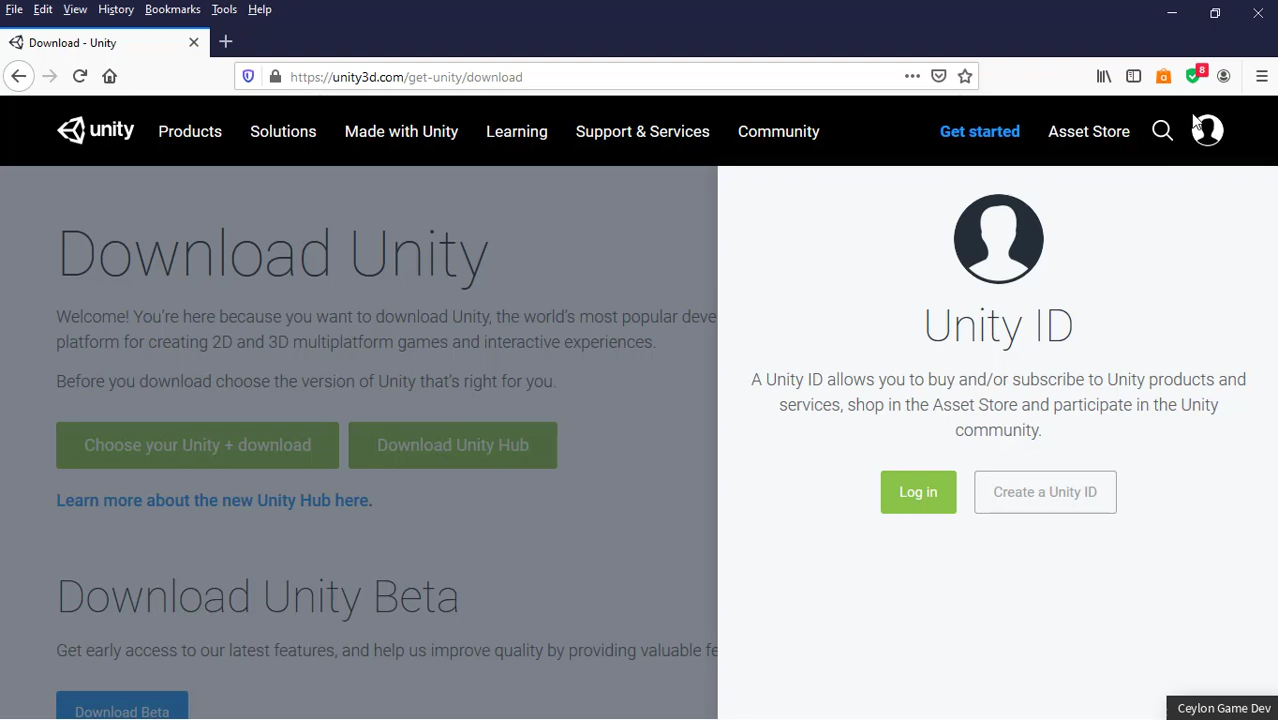 File Edit View History Bookmarks Tools Help
Download - Unity
https://unity3d.com/get-unity/download
8
unity Products Solutions Made with Unity Learning Support & Services Community Get started Asset Store
Download Unity
Welcome! You're here because you want to download Unity, the world's most popular deve
platform for creating 2D and 3D multiplatform games and interactive experiences.
Before you download choose the version of Unity that's right for you.
Choose your Unity + download Download Unity Hub
Learn more about the new Unity Hub here.
Download Unity Beta
Get early access to our latest features, and help us improve quality by providing valuable fe
Download Beta
Unity ID
A Unity ID allows you to buy and/or subscribe to Unity products and
services, shop in the Asset Store and participate in the Unity
community.
Log in Create a Unity ID
Ceylon Game Dev